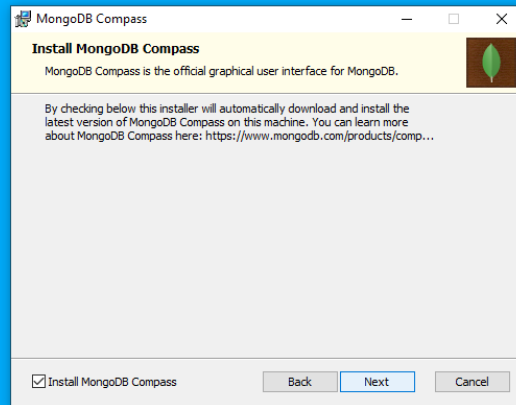 MongoDB Compass
Install MongoDB Compass
MongoDB Compass is the official graphical user interface for MongoDB.
By checking below this installer will automatically download and install the
latest version of MongoDB Compass on this machine. You can learn more
about MongoDB Compass here: https://www.mongodb.com/products/comp...
Install MongoDB Compass
Back
Next
Cancel